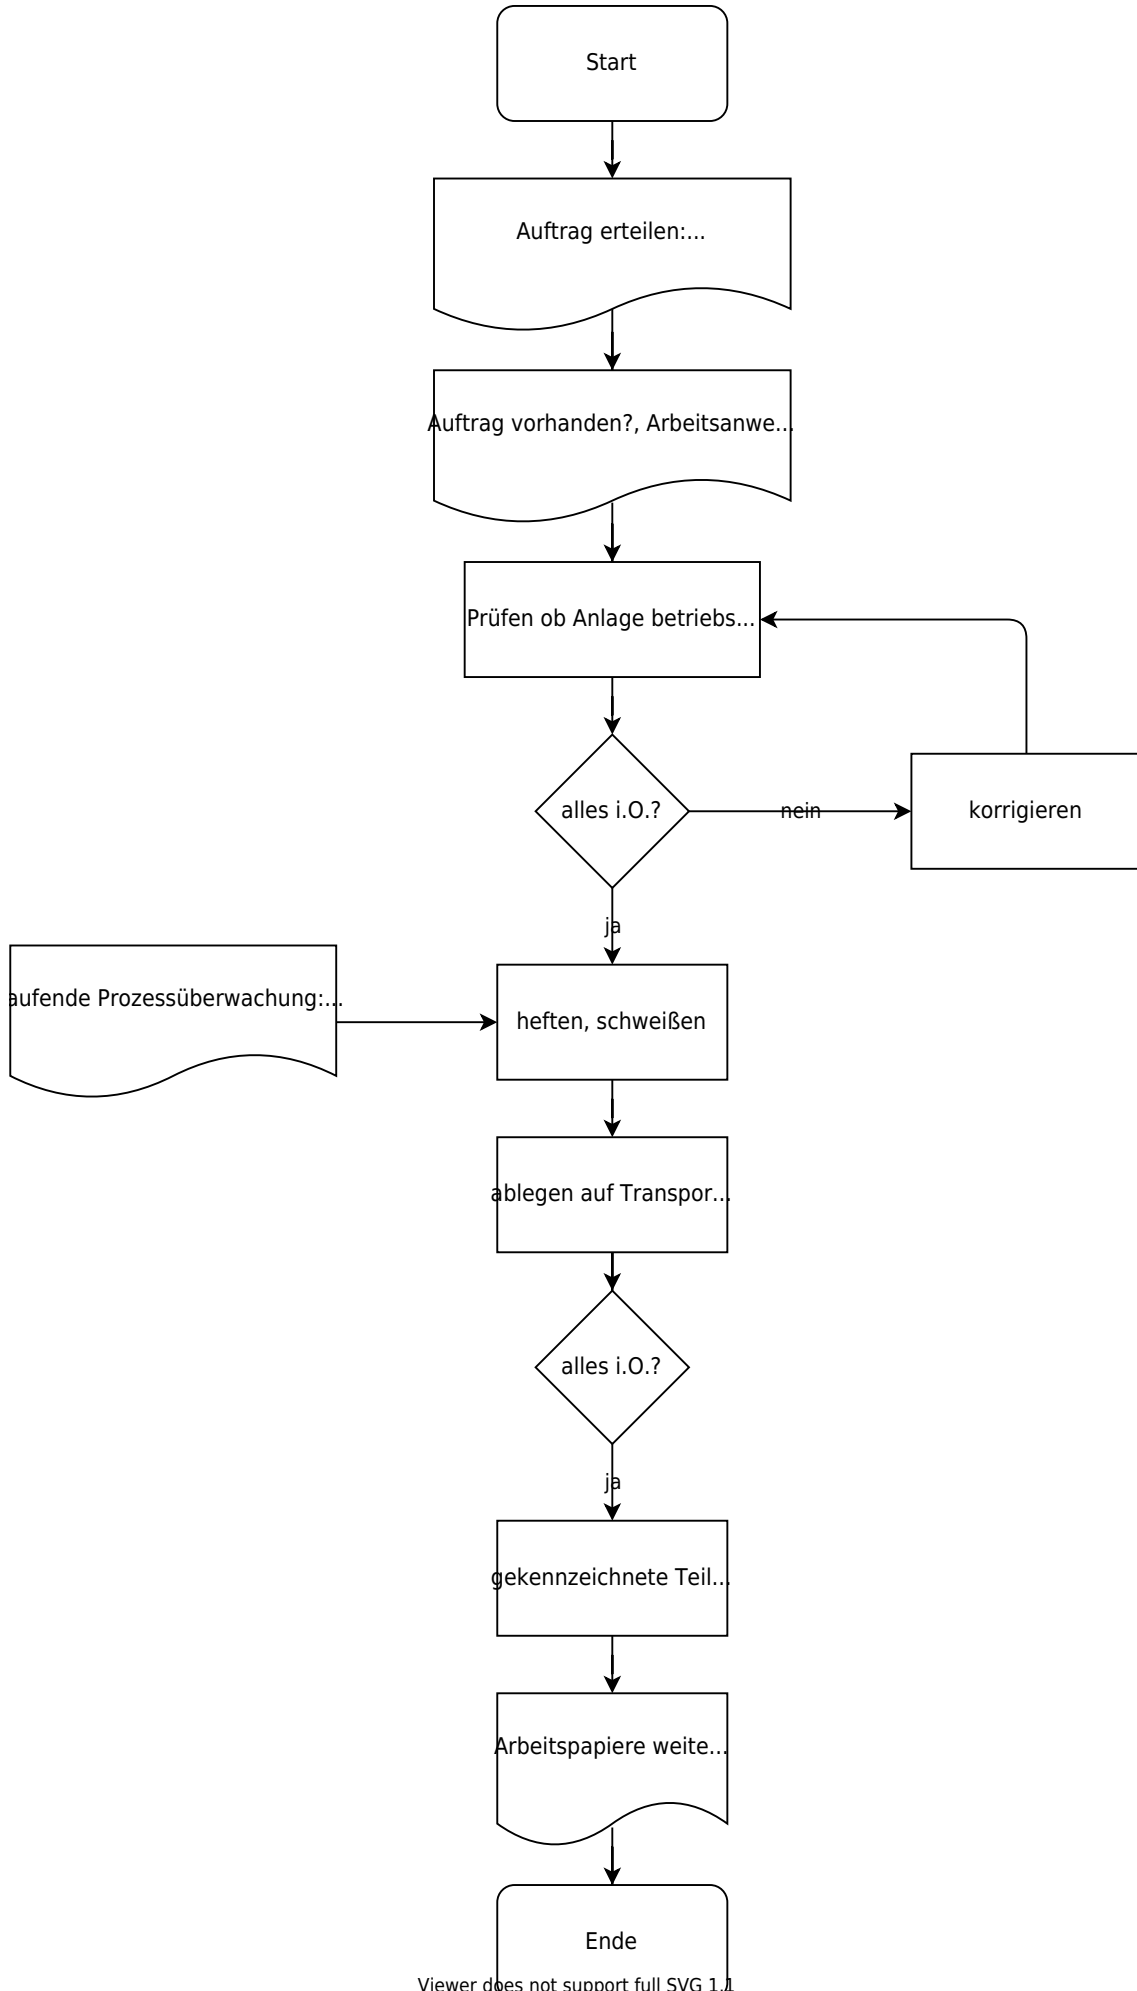 Start
Auftrag erteilen:...
Auftrag vorhanden?, Arbeitsanwe...
Prüfen ob Anlage betriebs...
alles i.O.?
nein
korrigieren
ja
aufende Prozessüberwachung:...
heften, schweißen
ablegen auf Transpor...
alles i.O.?
ja
gekennzeichnete Teil...
Arbeitspapiere weite...
Ende
Viewer does not support full SVG 1.1